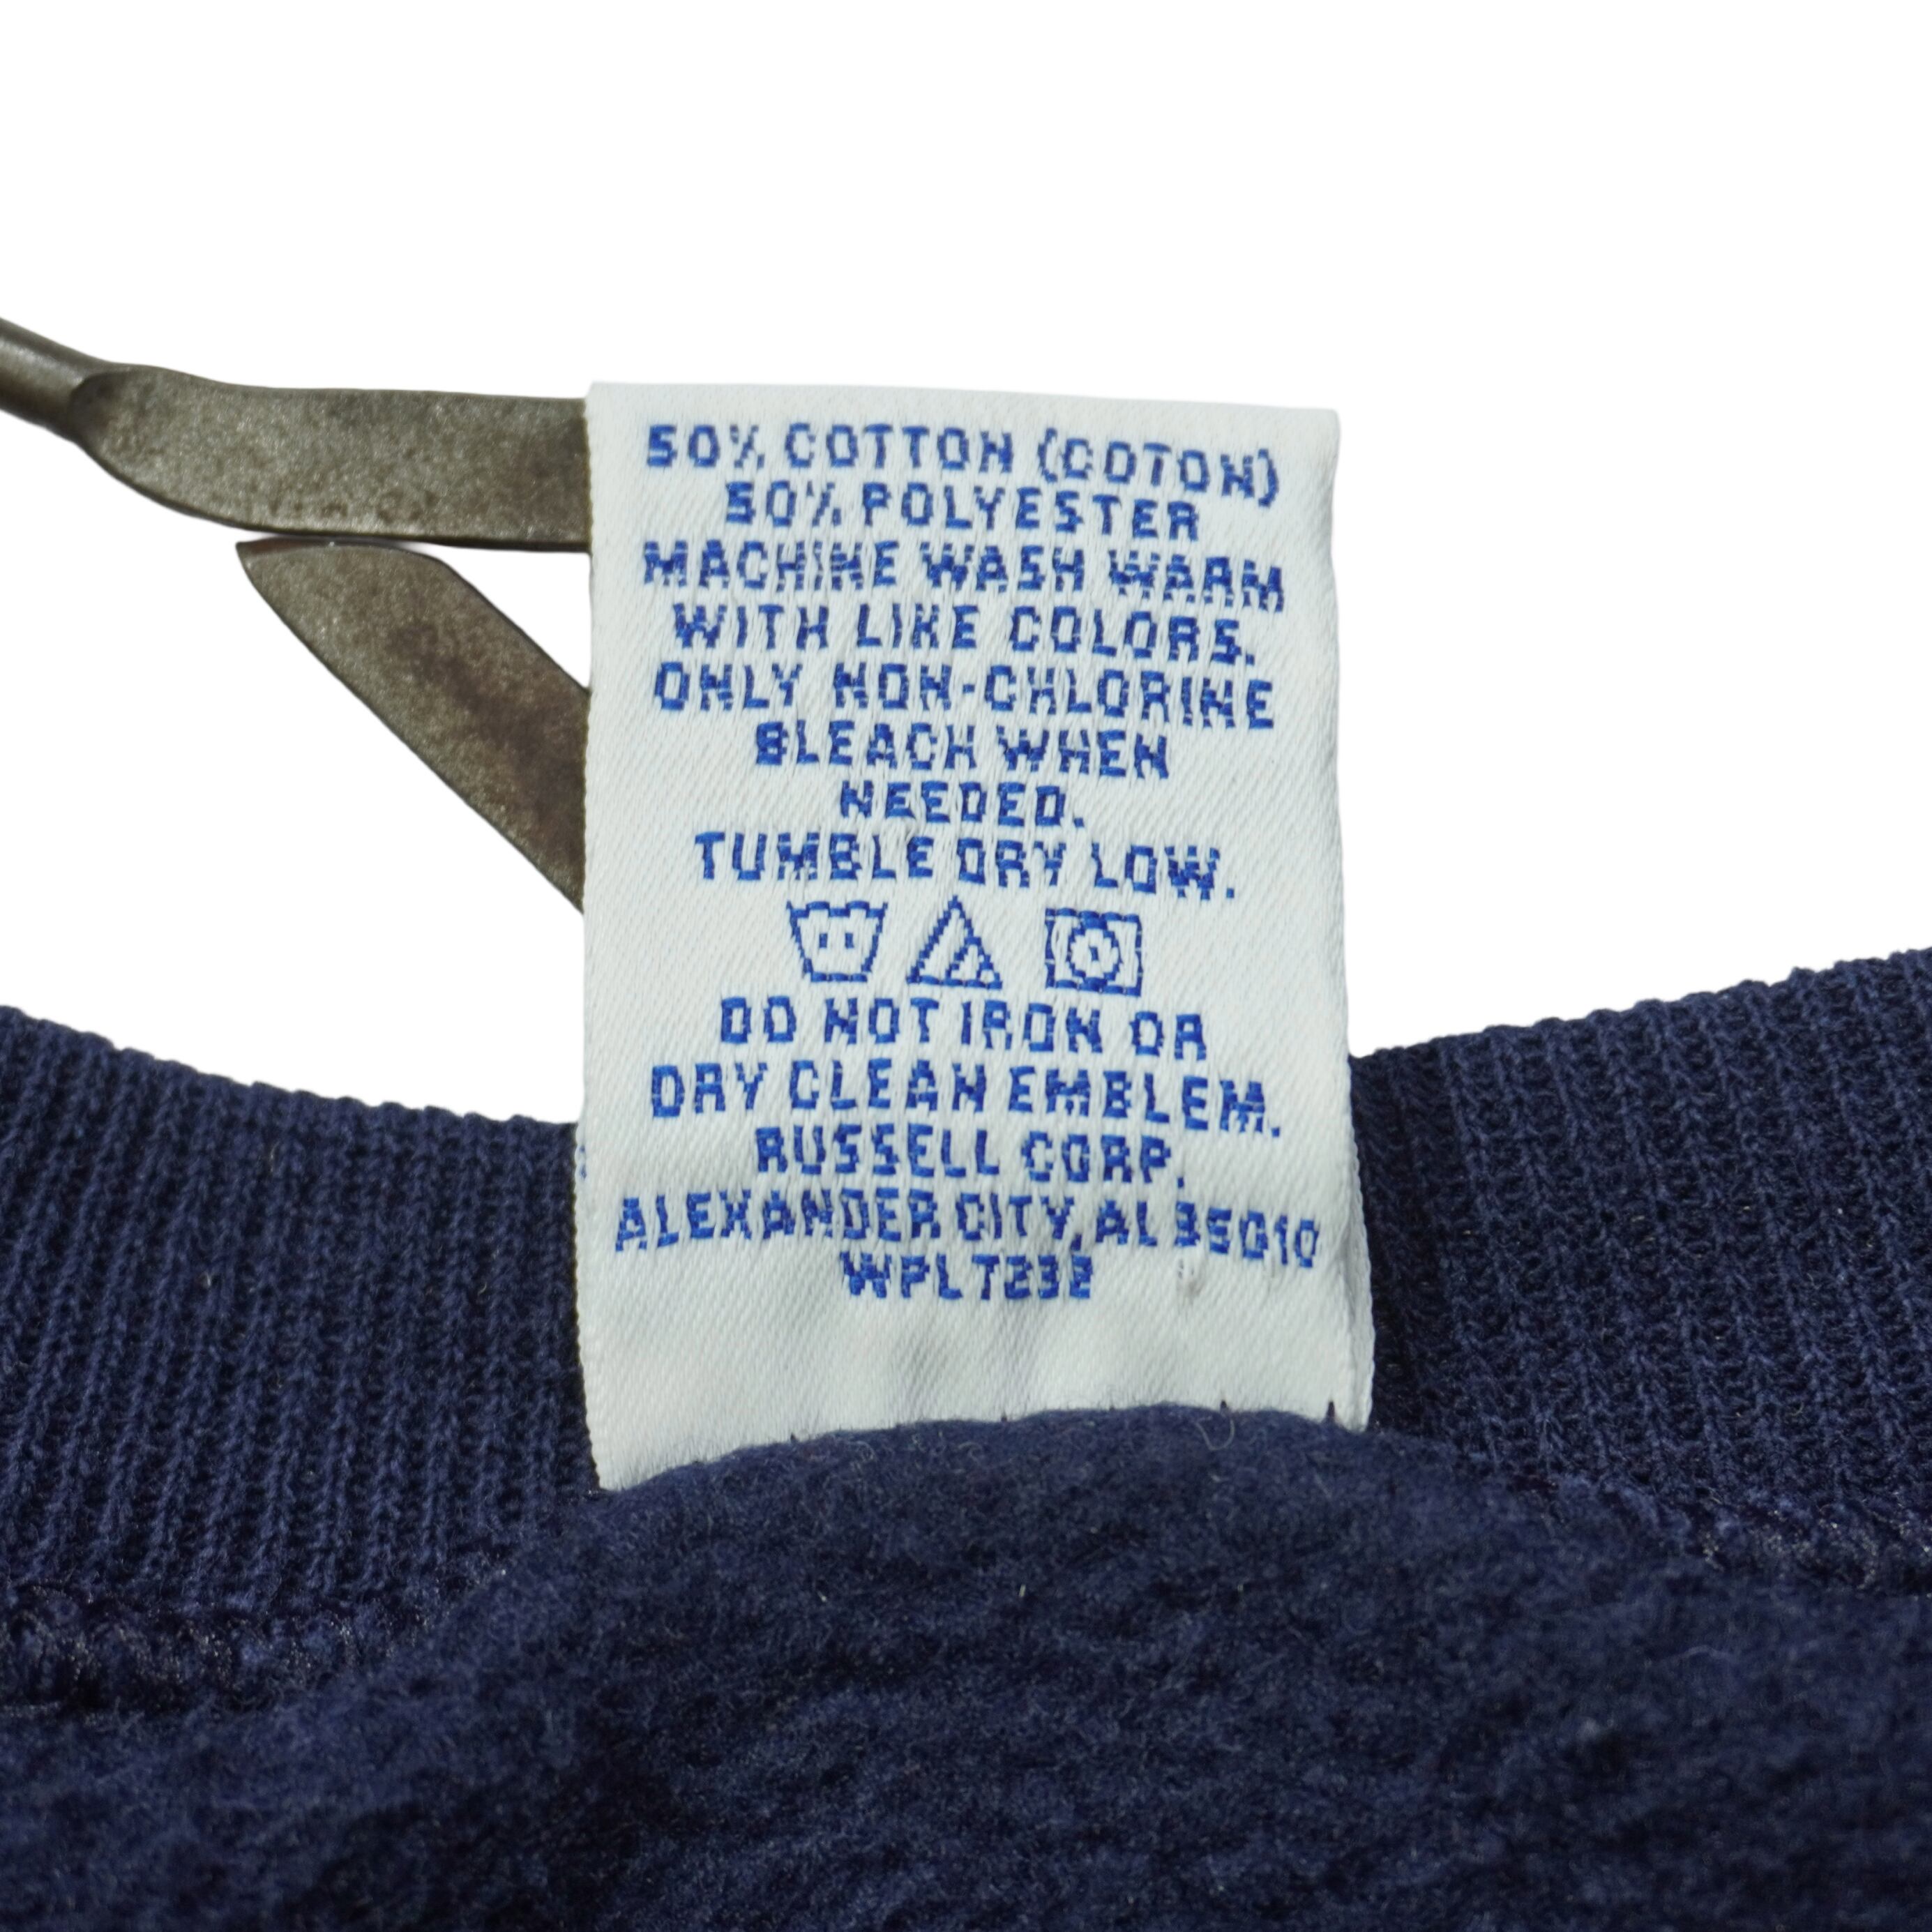 50% COTTON (COTON)
50% POLYESTER
MACHINE WASH WARM
WITH LIKE COLORS.
ONLY NON-CHLORINE
BLEACH WHEN
NEEDED.
TUMBLE DRY LOW.
DO NOT IRON OR
DRY CLEAN EMBLEM.
RUSSELL CORP.
ALEXANDER CITY, AL 35010
WPLT232